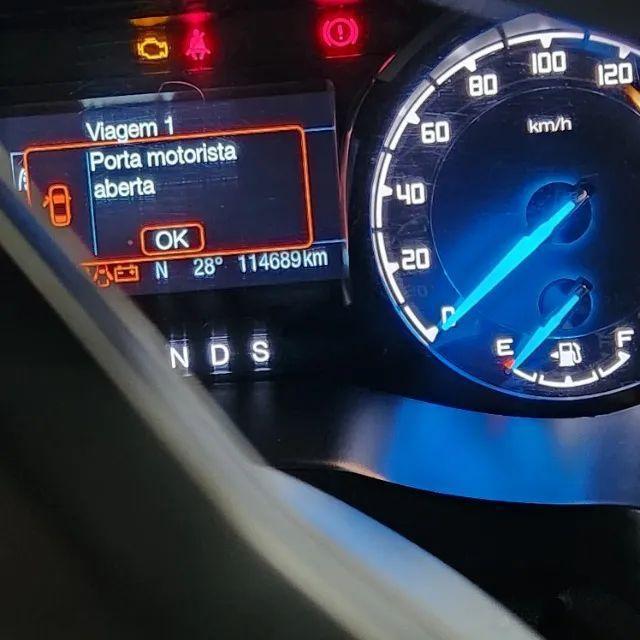 Viagem 1
Porta motorista
aberta
OK
N 28° 114689km
N D S
0 20 40 60 80 100 120
km/h
E F